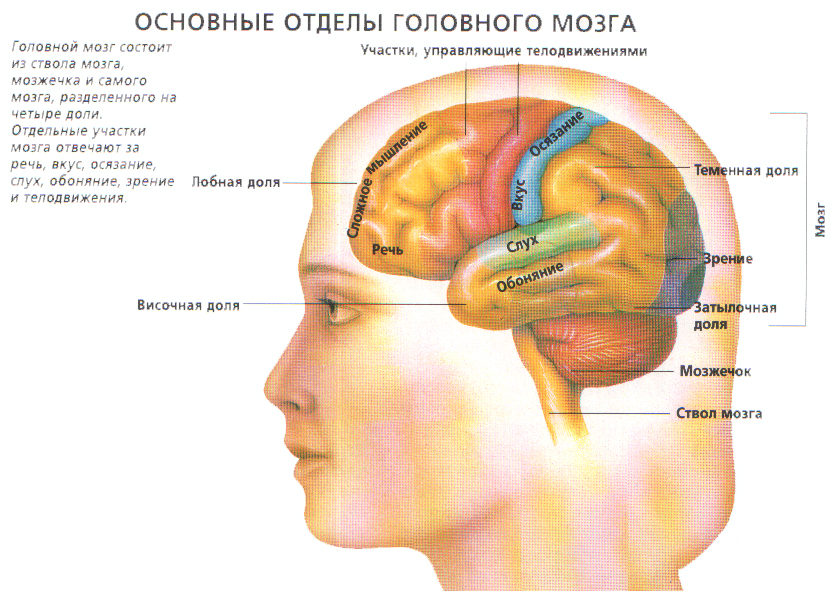 ОСНОВНЫЕ ОТДЕЛЫ ГОЛОВНОГО МОЗГА
Головной мозг состоит
из ствола мозга,
мозжечка и самого
мозга, разделенного на
четыре доли.
Отдельные участки
мозга отвечают за
речь, вкус, осязание,
слух, обоняние, зрение
и телодвижения.
Участки, управляющие телодвижениями
Лобная доля
Сложное мышление
Речь
Вкус
Осязание
Слух
Обоняние
Височная доля
Теменная доля
Мозг
Зрение
Затылочная
доля
Мозжечок
Ствол мозга